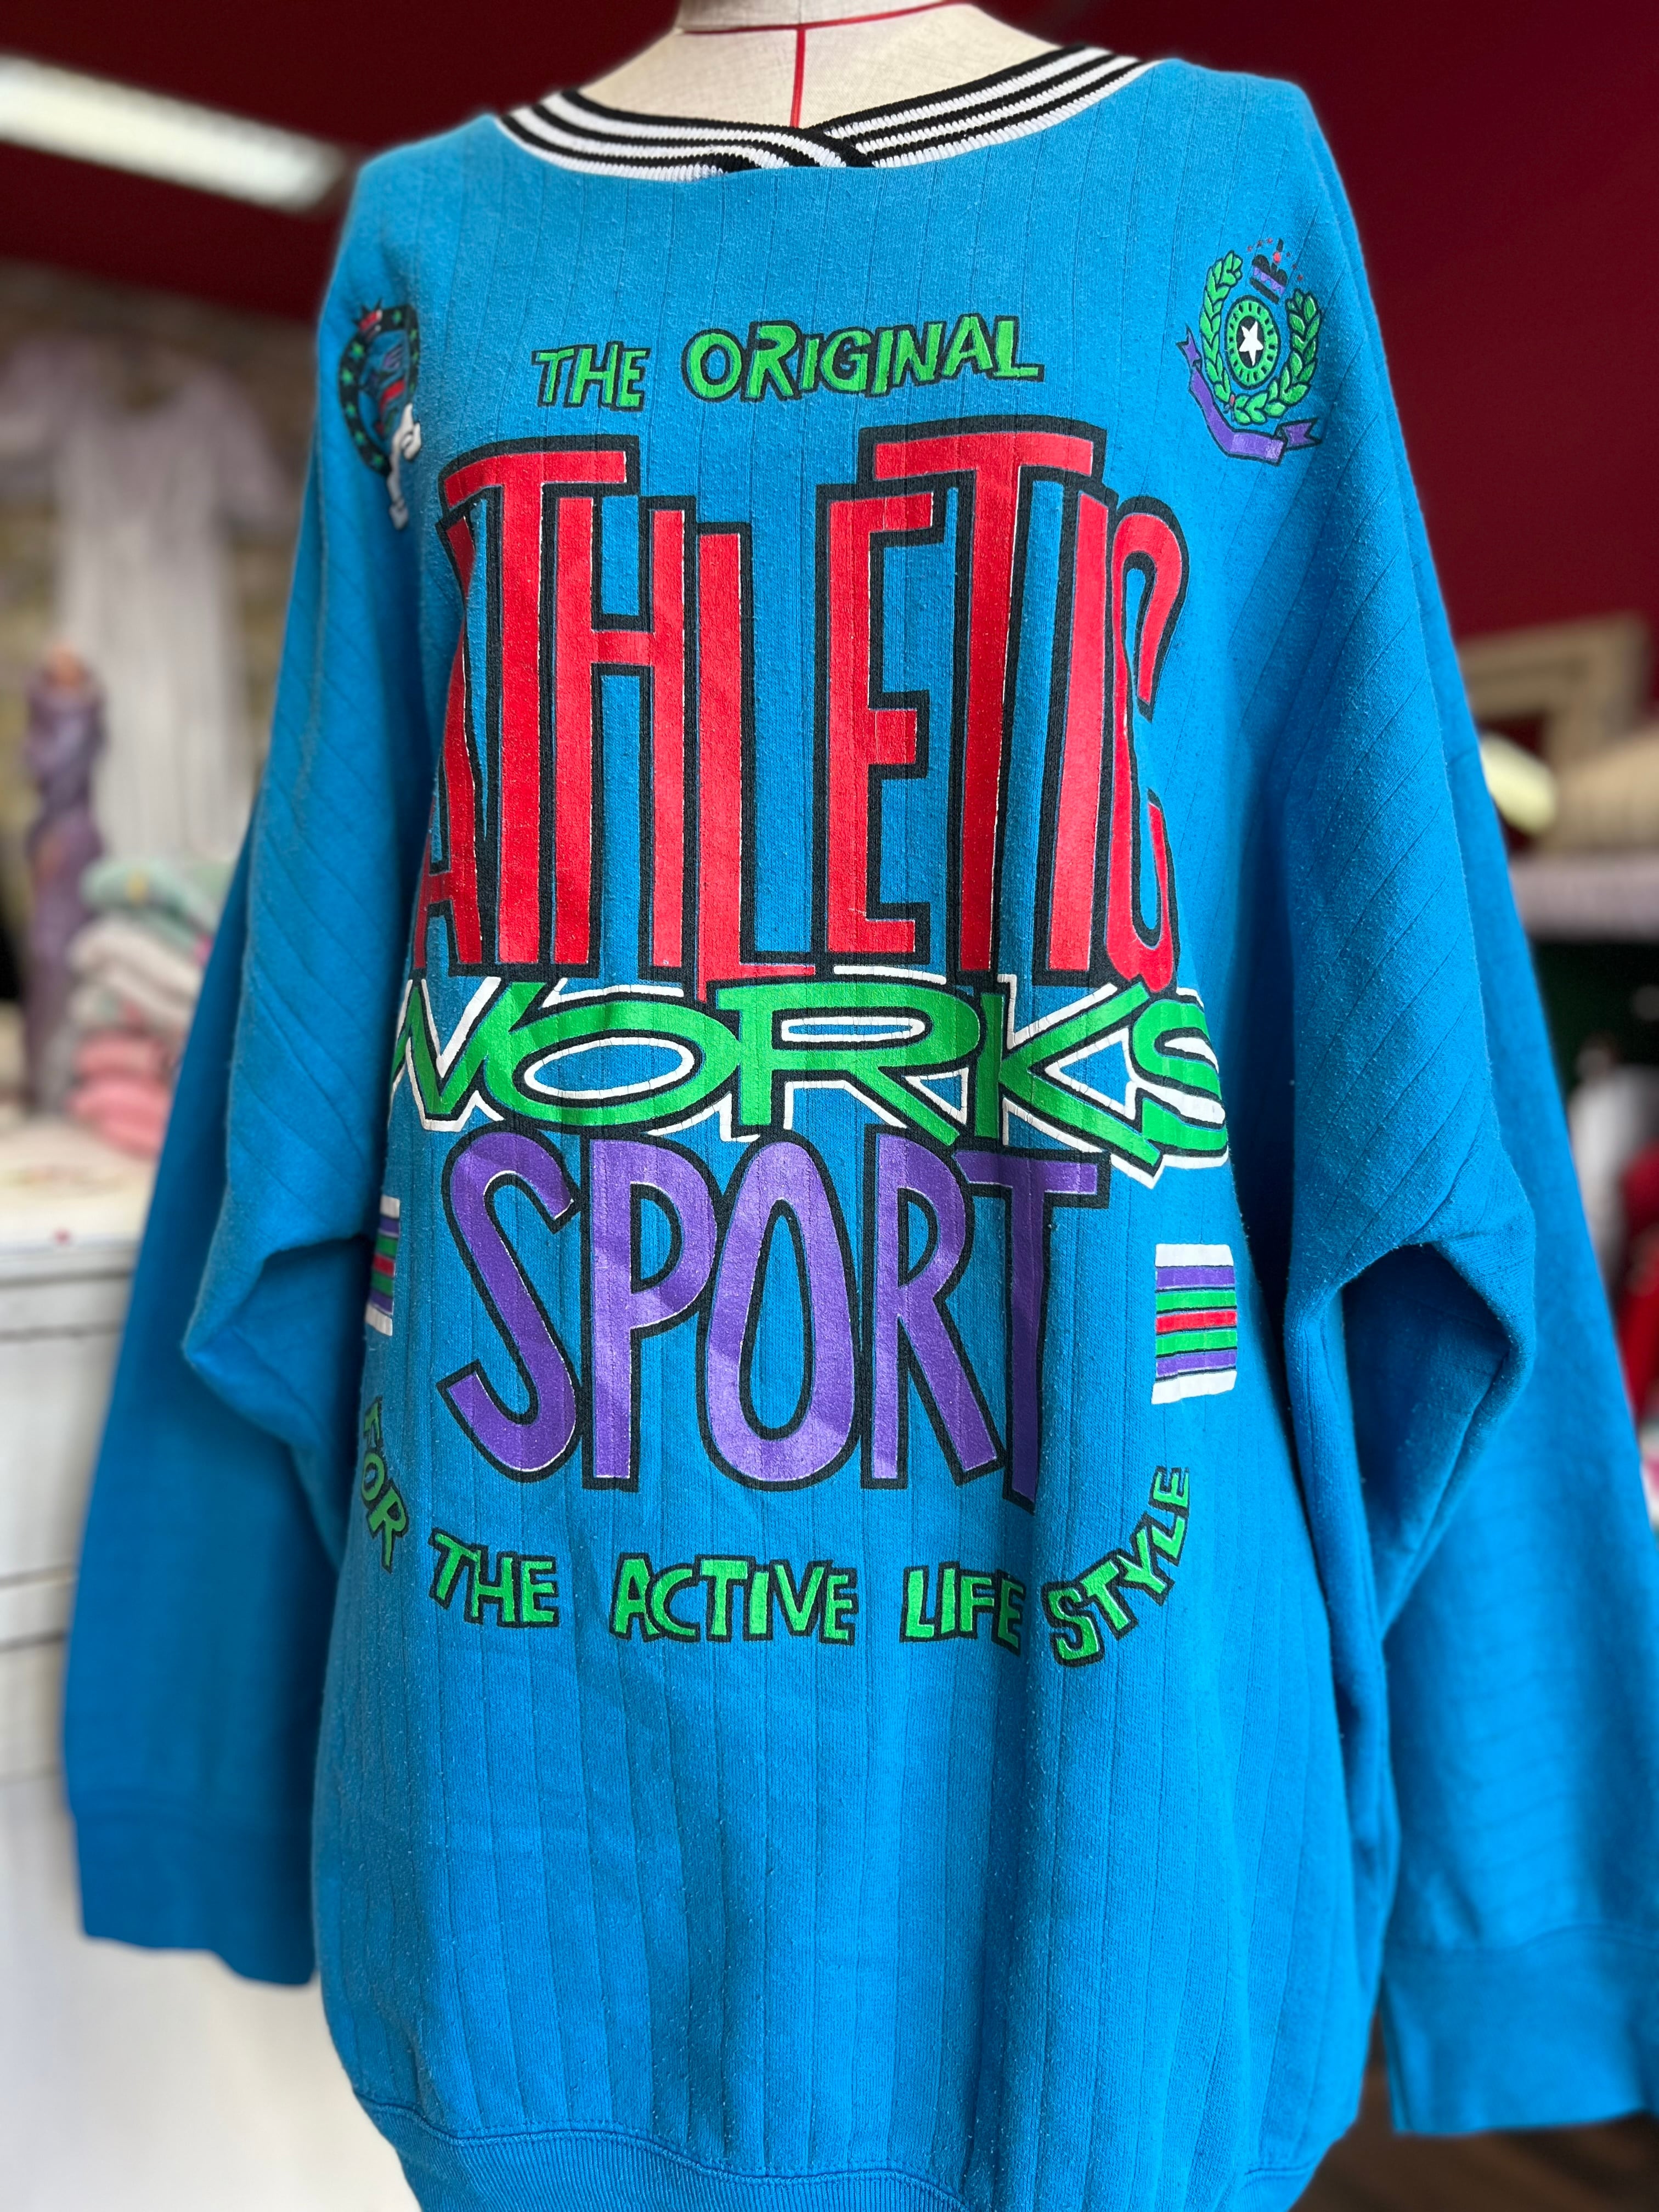 THE ORIGINAL
ATHLETIC
WORKS
SPORT
FOR THE ACTIVE LIFE STYLE